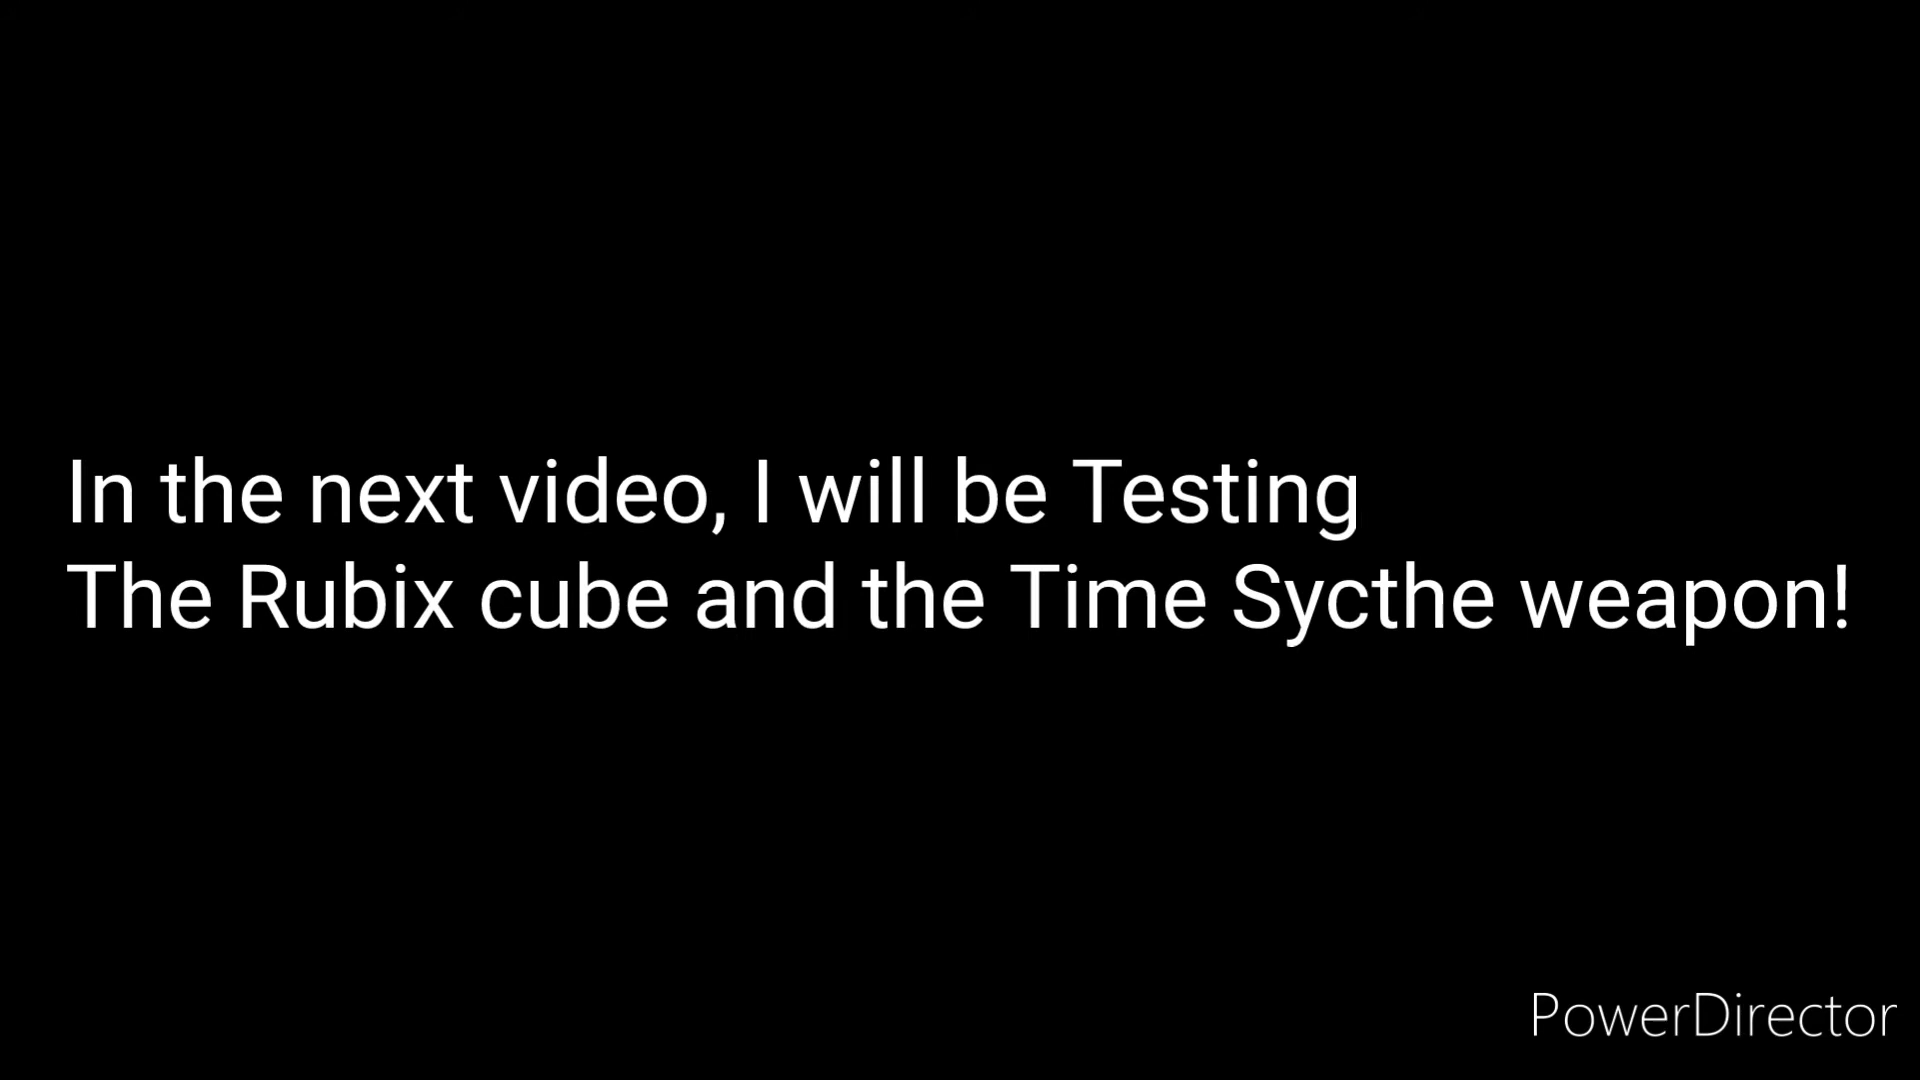 In the next video, I will be Testing
The Rubix cube and the Time Sycthe weapon!
PowerDirector